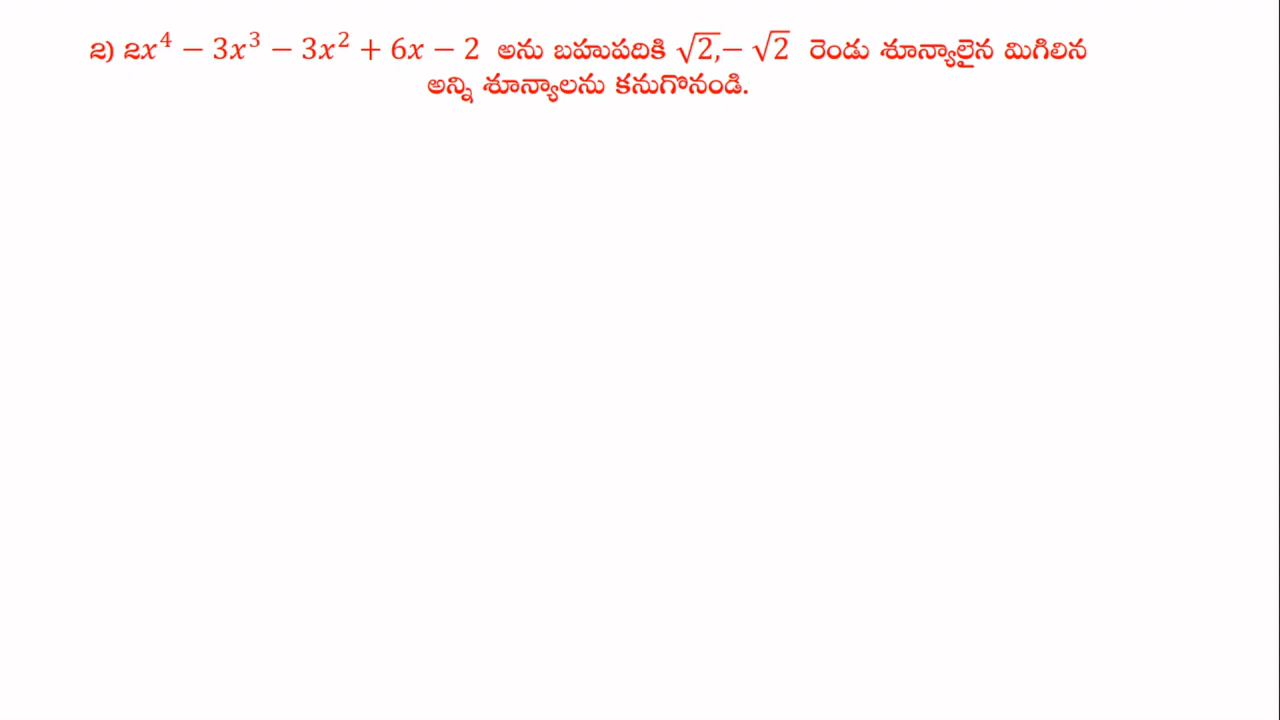 2) 2x⁴ − 3x³ − 3x² + 6x − 2 అను బహుపదికి √2,− √2 రెండు శూన్యాలైన మిగిలిన
అన్ని శూన్యాలను కనుగొనండి.